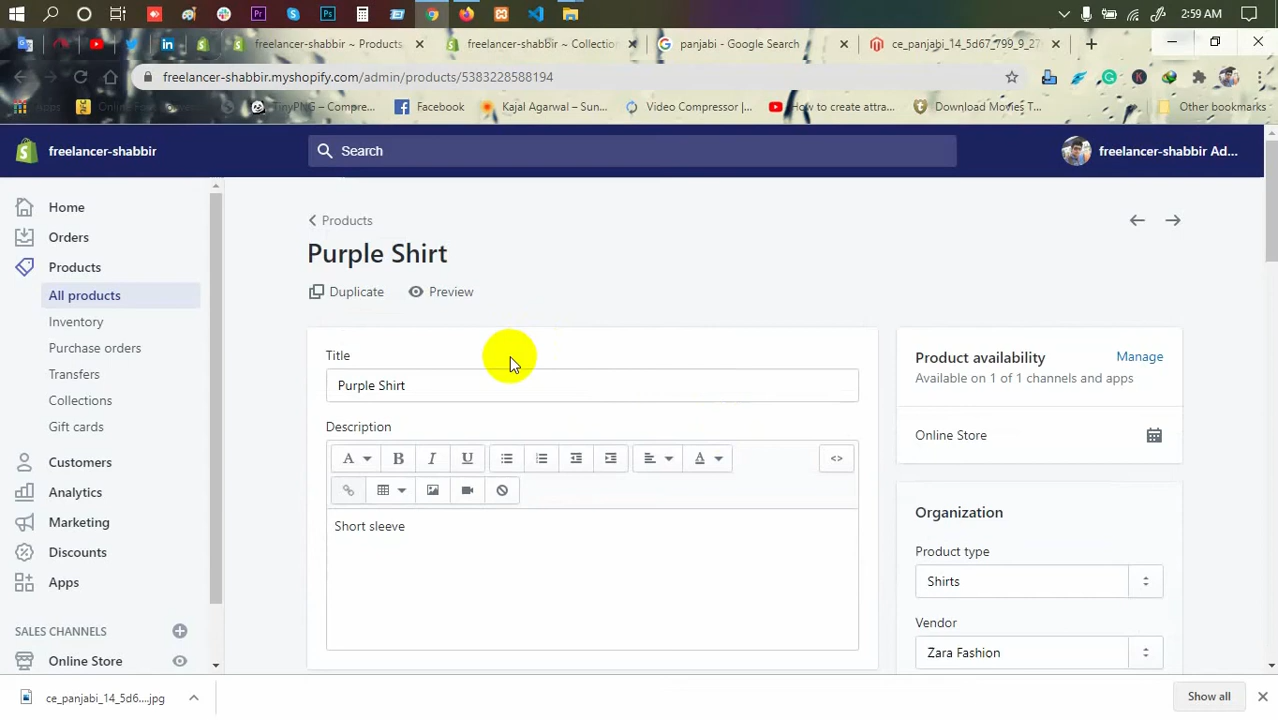 2:59 AM
freelancer-shabbir ~ Products
freelancer-shabbir ~ Collection
panjabi - Google Search
ce_panjabi_14_5d67_799_9_27
freelancer-shabbir.myshopify.com/admin/products/5383228588194
Apps
TinyPNG – Compre...
Facebook
Kajal Agarwal – Sun...
Video Compressor |...
How to create attra...
Download Movies T...
Other bookmarks
freelancer-shabbir
Search
freelancer-shabbir Ad...
Home
Orders
Products
All products
Inventory
Purchase orders
Transfers
Collections
Gift cards
Customers
Analytics
Marketing
Discounts
Apps
SALES CHANNELS
Online Store
Products
Purple Shirt
Duplicate
Preview
Title
Purple Shirt
Description
Short sleeve
Product availability
Manage
Available on 1 of 1 channels and apps
Online Store
Organization
Product type
Shirts
Vendor
Zara Fashion
ce_panjabi_14_5d6....jpg
Show all